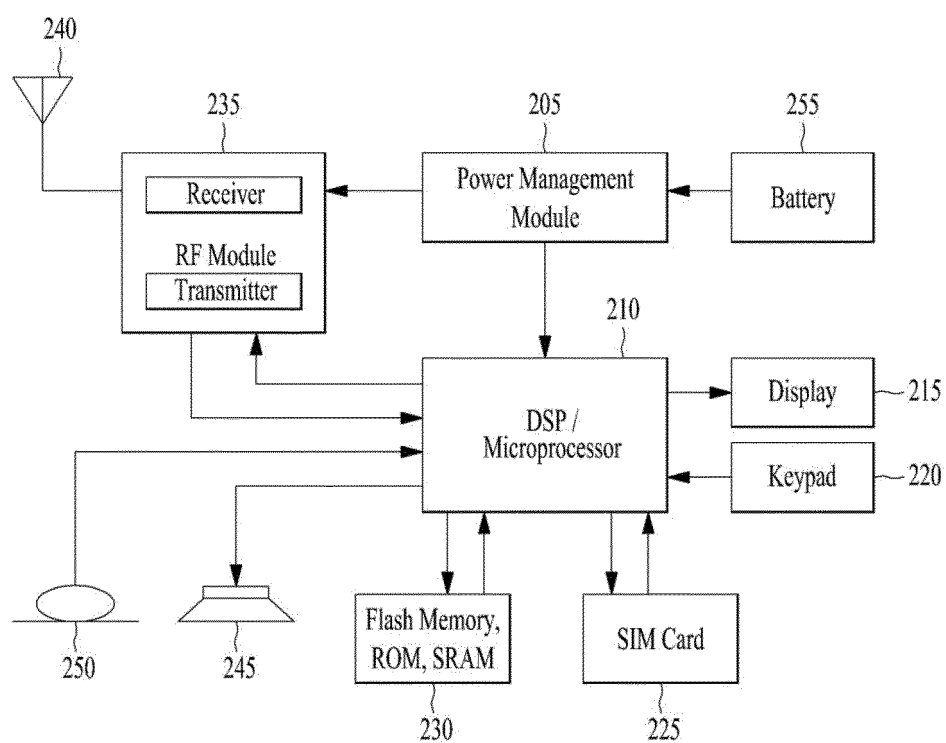 240
235
205
255
Receiver
RF Module
Transmitter
Power Management
Module
Battery
210
DSP /
Microprocessor
Display
215
Keypad
220
250
245
Flash Memory,
ROM, SRAM
230
SIM Card
225